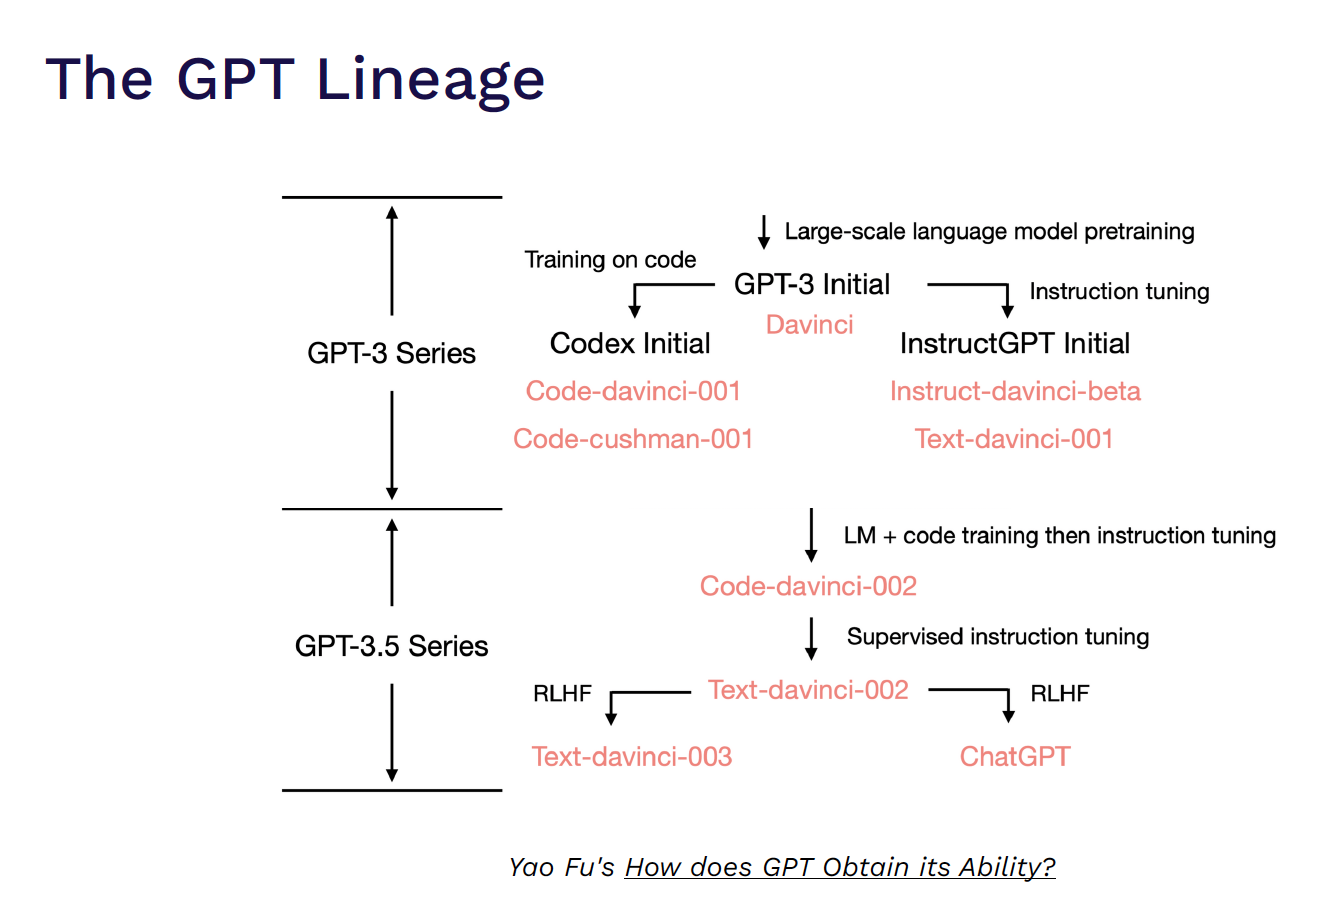 The GPT Lineage
Large-scale language model pretraining
Training on code
GPT-3 Initial
Instruction tuning
Davinci
Codex Initial
InstructGPT Initial
GPT-3 Series
Code-davinci-001
Instruct-davinci-beta
Code-cushman-001
Text-davinci-001
LM + code training then instruction tuning
Code-davinci-002
Supervised instruction tuning
GPT-3.5 Series
RLHF
Text-davinci-002
RLHF
Text-davinci-003
ChatGPT
Yao Fu's How does GPT Obtain its Ability?